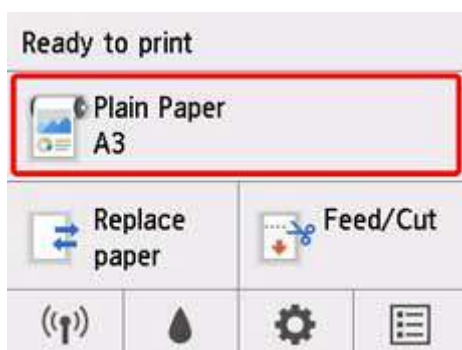 Ready to print
Plain Paper
A3
Replace
paper
Feed/Cut